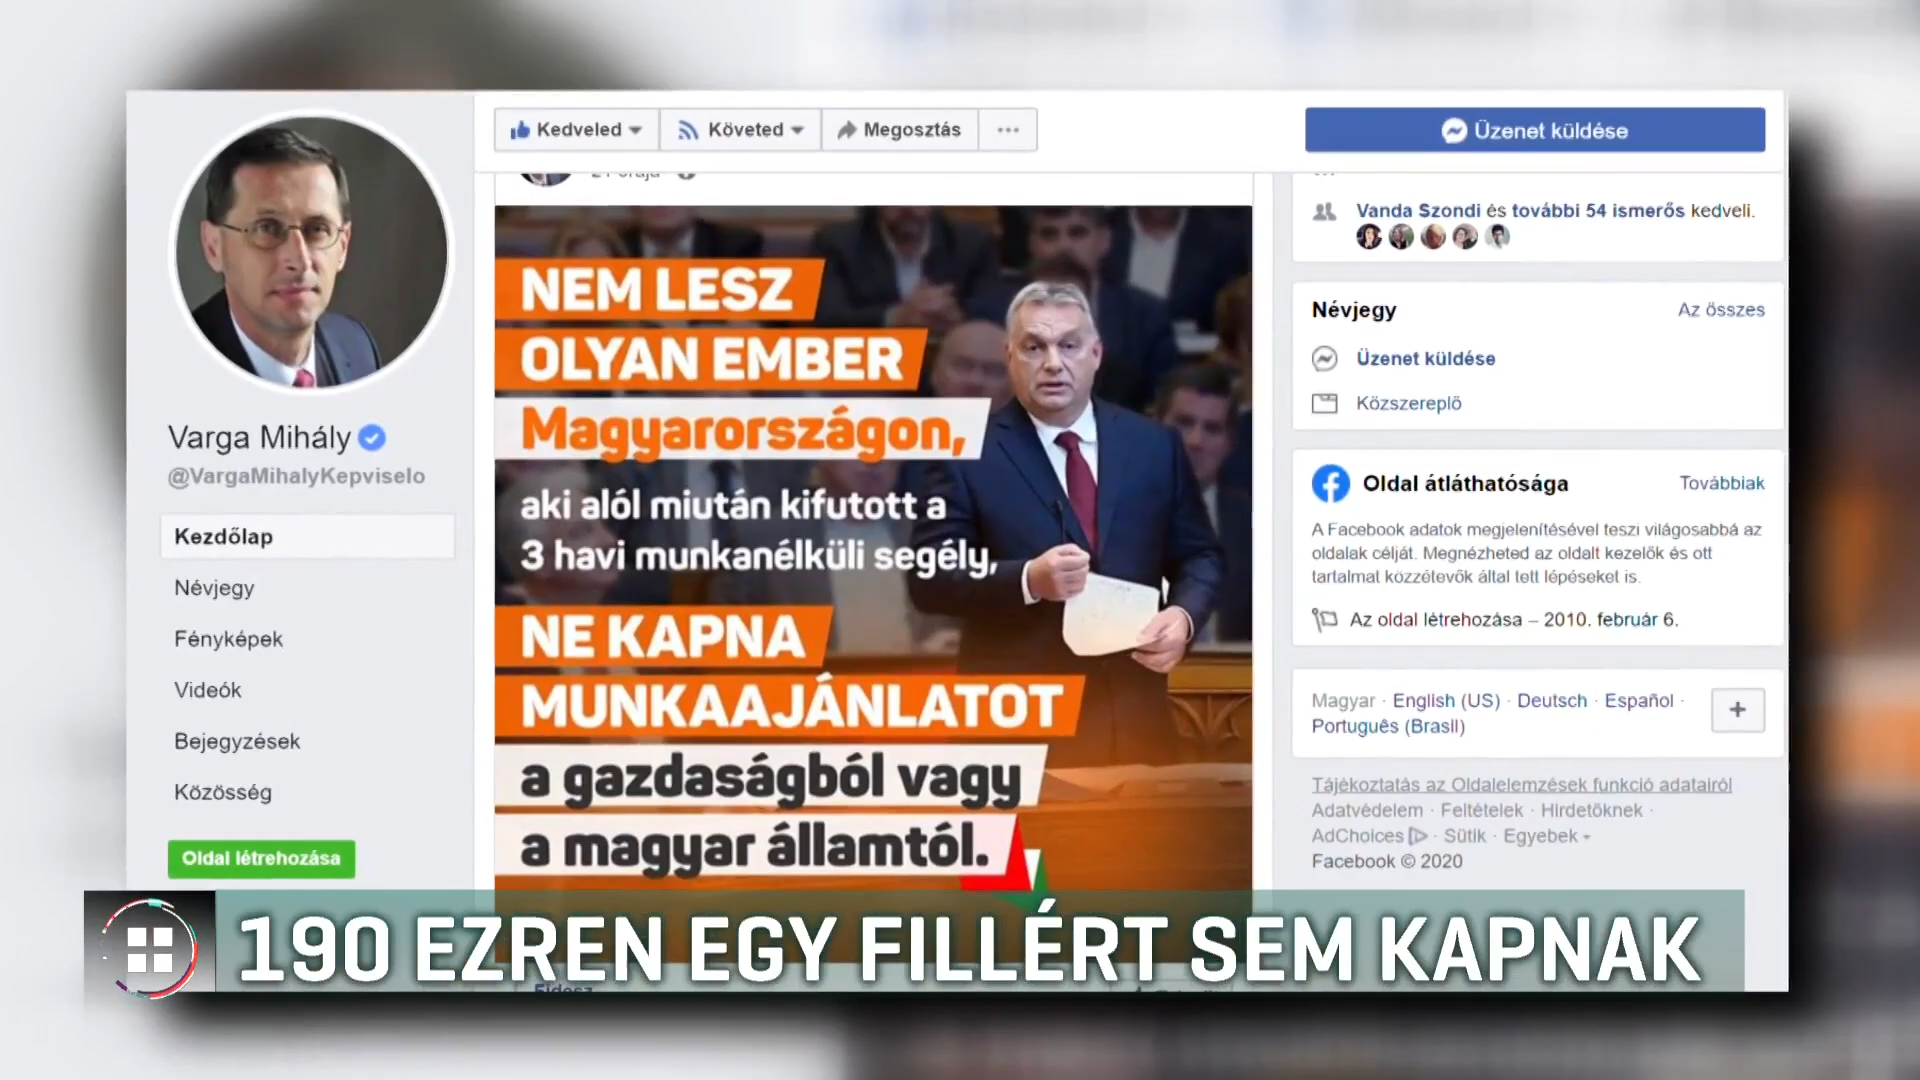 Kedveled
Követed
Megosztás
Üzenet küldése
Varga Mihály
@VargaMihalyKepviselo
Kezdőlap
Névjegy
Fényképek
Videók
Bejegyzések
Közösség
Oldal létrehozása
NEM LESZ
OLYAN EMBER
Magyarországon,
aki alól miután kifutott a
3 havi munkanélküli segély,
NE KAPNA
MUNKAAJÁNLATOT
a gazdaságból vagy
a magyar államtól.
Vanda Szondi és további 54 ismerős kedveli.
Névjegy
Az összes
Üzenet küldése
Közszereplő
Oldal átláthatósága
Továbbiak
A Facebook adatok megjelenítésével teszi világosabbá az
oldalak célját. Megnézheted az oldalt kezelők és ott
tartalmat közzétevők által tett lépéseket is.
Az oldal létrehozása – 2010. február 6.
Magyar · English (US) · Deutsch · Español ·
Português (Brasil)
Tájékoztatás az Oldalelemzések funkció adatairól
Adatvédelem · Feltételek · Hirdetőknek ·
AdChoices · Sütik · Egyebek
Facebook © 2020
190 EZREN EGY FILLÉRT SEM KAPNAK